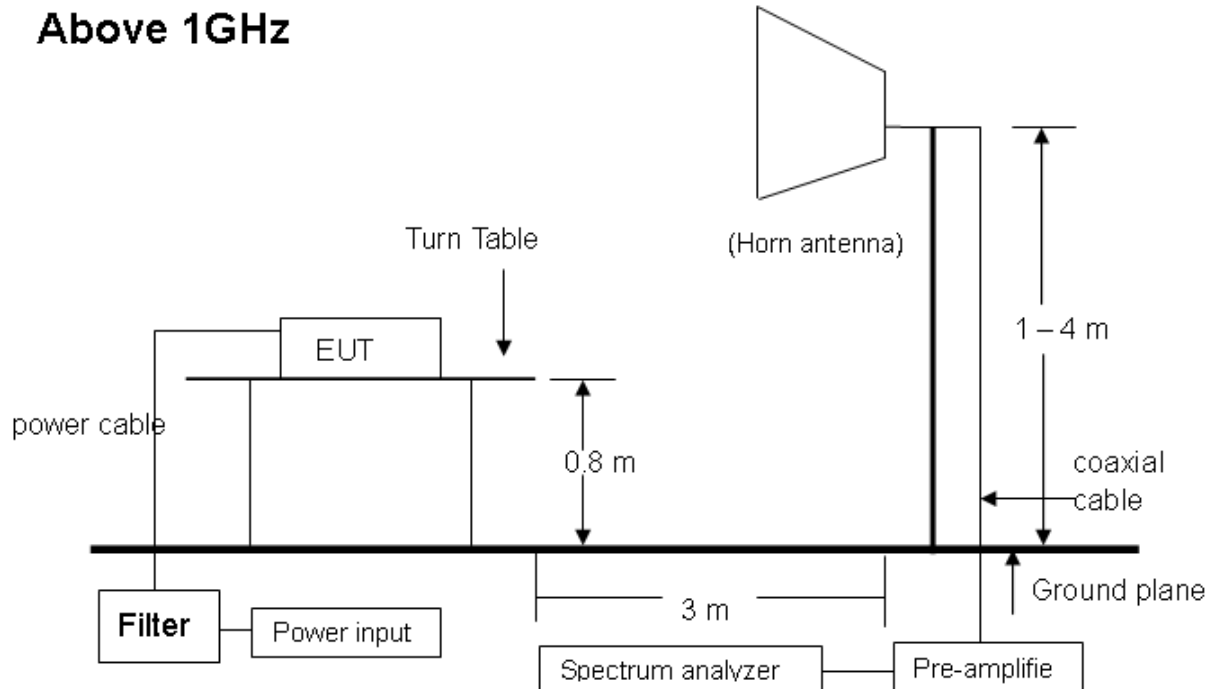 Above 1GHz
(Horn antenna)
Turn Table
EUT
1 – 4 m
power cable
0.8 m
coaxial
cable
Ground plane
3 m
Filter
Power input
Spectrum analyzer
Pre-amplifie